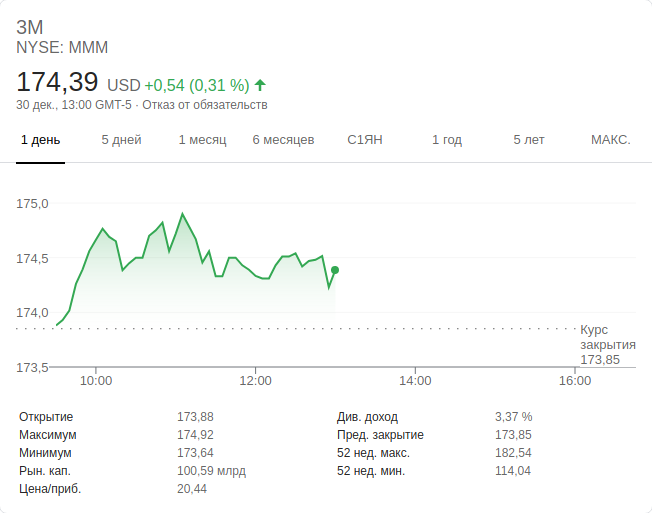 3M
NYSE: MMM
174,39 USD +0,54 (0,31 %)
30 дек., 13:00 GMT-5 · Отказ от обязательств
1 день 5 дней 1 месяц 6 месяцев С1ЯН 1 год 5 лет МАКС.
175,0
174,5
174,0
173,5
Курс
закрытия
173,85
10:00 12:00 14:00 16:00
Открытие 173,88 Див. доход 3,37 %
Максимум 174,92 Пред. закрытие 173,85
Минимум 173,64 52 нед. макс. 182,54
Рын. кап. 100,59 млрд 52 нед. мин. 114,04
Цена/приб. 20,44